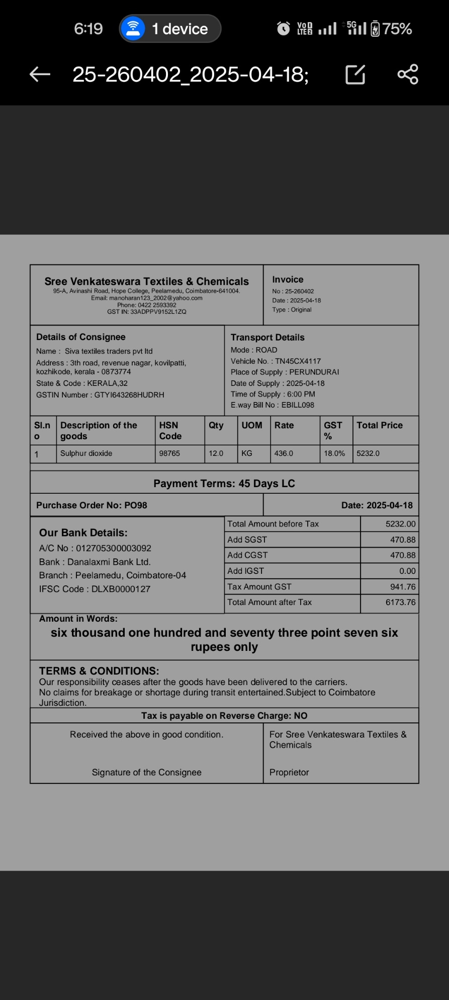 6:19
1 device
VoD
LTE2
5G
75%
25-260402_2025-04-18;
Sree Venkateswara Textiles & Chemicals
95-A, Avinashi Road, Hope College, Peelamedu, Coimbatore-641004.
Email: manoharan123_2002@yahoo.com
Phone: 0422 2593392
GST IN: 33ADPPV9152L1ZQ
Invoice
No : 25-260402
Date : 2025-04-18
Type : Original
Details of Consignee
Name : Siva textiles traders pvt ltd
Address : 3th road, revenue nagar, kovilpatti,
kozhikode, kerala - 0873774
State & Code : KERALA,32
GSTIN Number : GTYI643268HUDRH
Transport Details
Mode : ROAD
Vehicle No. : TN45CX4117
Place of Supply : PERUNDURAI
Date of Supply : 2025-04-18
Time of Supply : 6:00 PM
E.way Bill No : EBILL098
Sl.n Description of the HSN Qty UOM Rate GST Total Price
o goods Code %
1 Sulphur dioxide 98765 12.0 KG 436.0 18.0% 5232.0
Payment Terms: 45 Days LC
Purchase Order No: PO98 Date: 2025-04-18
Our Bank Details:
A/C No : 012705300003092
Bank : Danalaxmi Bank Ltd.
Branch : Peelamedu, Coimbatore-04
IFSC Code : DLXB0000127
Total Amount before Tax 5232.00
Add SGST 470.88
Add CGST 470.88
Add IGST 0.00
Tax Amount GST 941.76
Total Amount after Tax 6173.76
Amount in Words:
six thousand one hundred and seventy three point seven six
rupees only
TERMS & CONDITIONS:
Our responsibility ceases after the goods have been delivered to the carriers.
No claims for breakage or shortage during transit entertained.Subject to Coimbatore
Jurisdiction.
Tax is payable on Reverse Charge: NO
Received the above in good condition.
Signature of the Consignee
For Sree Venkateswara Textiles &
Chemicals
Proprietor